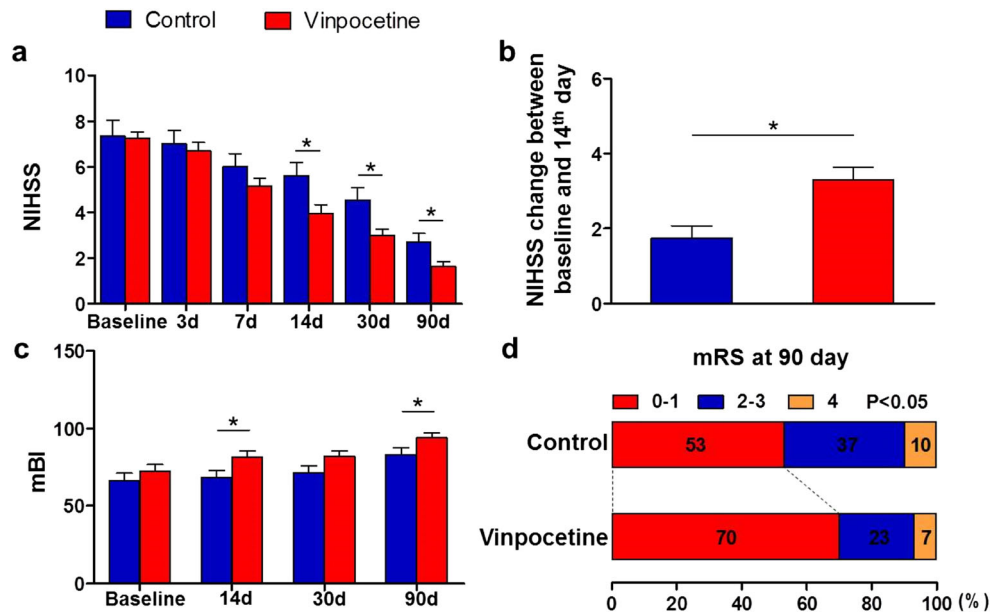 Control Vinpocetine
a
NIHSS
10
8
6
4
2
0
* * *
Baseline 3d 7d 14d 30d 90d
b
NIHSS change between
baseline and 14th day
6
4
2
0
*
c
mBI
150
100
50
0
* *
Baseline 14d 30d 90d
d
mRS at 90 day
0-1 2-3 4 P<0.05
Control 53 37 10
Vinpocetine 70 23 7
0 20 40 60 80 100 (%)